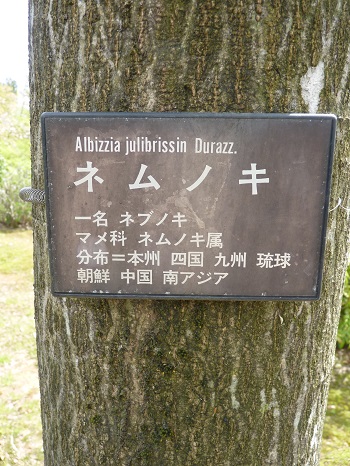 Albizzia julibrissin Durazz.
ネムノキ
一名 ネブノキ
マメ科 ネムノキ属
分布＝本州 四国 九州 琉球
朝鮮 中国 南アジア